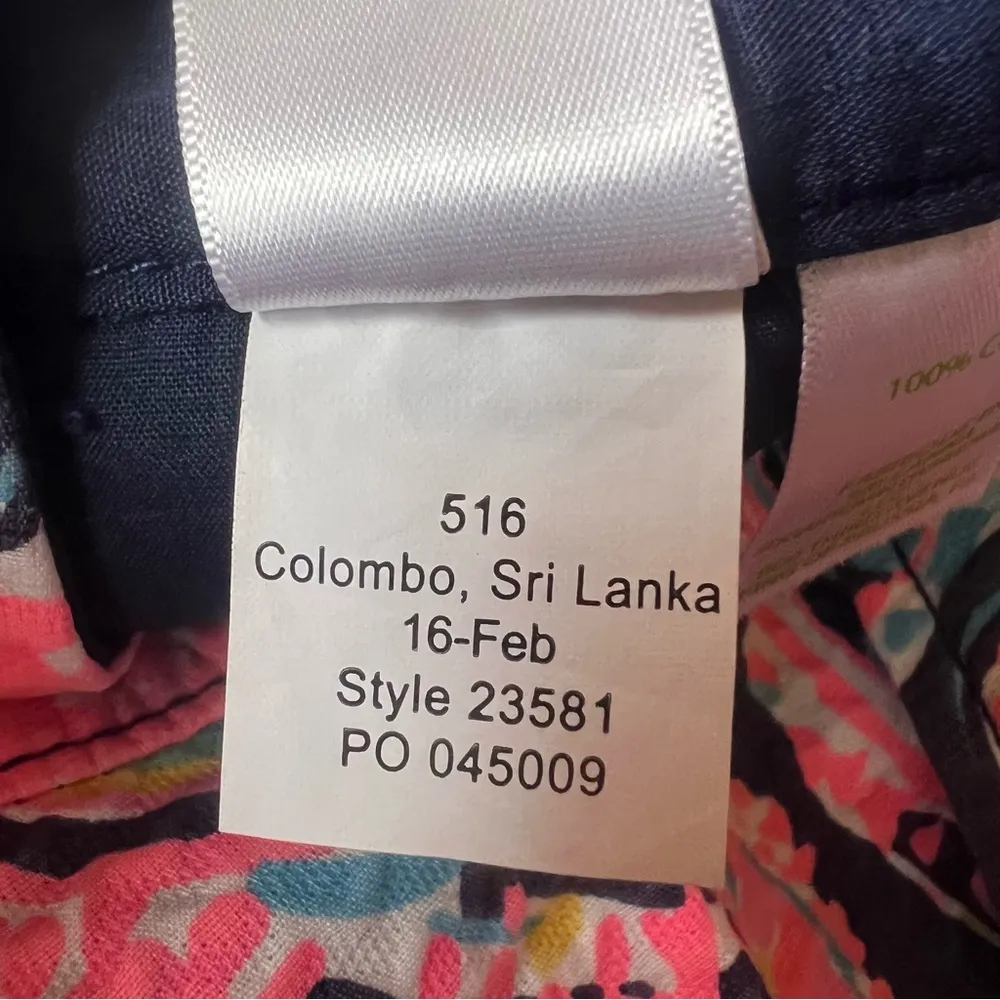 516
Colombo, Sri Lanka
16-Feb
Style 23581
PO 045009
100% C